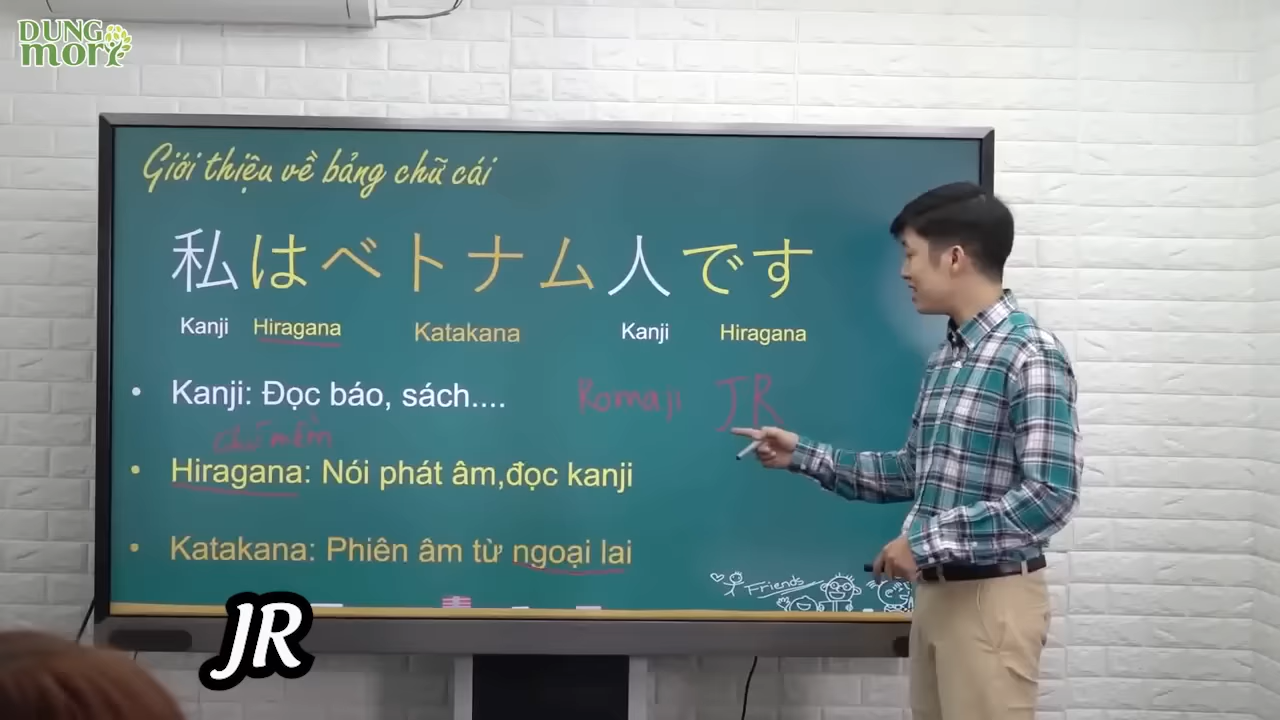 DUNG
mori
Giới thiệu về bảng chữ cái
私はベトナム人です
Kanji Hiragana Katakana Kanji Hiragana
• Kanji: Đọc báo, sách....
Romaji JR
chữ mềm
• Hiragana: Nói phát âm,đọc kanji
• Katakana: Phiên âm từ ngoại lai
Friends
JR